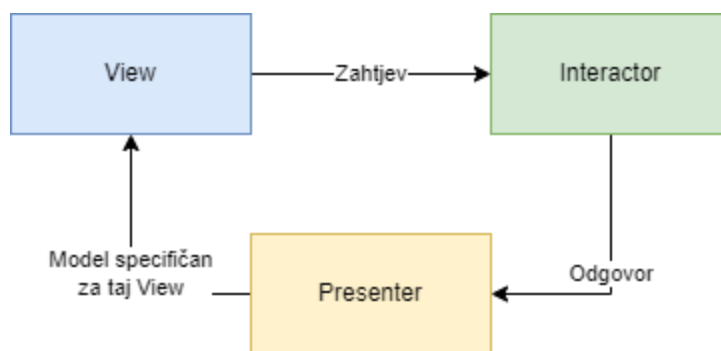 View
Zahtjev
Interactor
Model specifičan
za taj View
Presenter
Odgovor